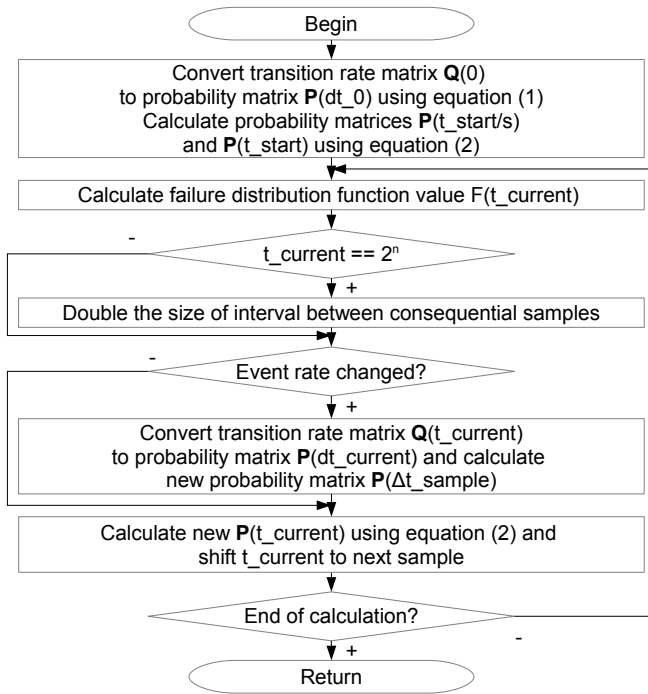 Begin
Convert transition rate matrix Q(0)
to probability matrix P(dt_0) using equation (1)
Calculate probability matrices P(t_start/s)
and P(t_start) using equation (2)
Calculate failure distribution function value F(t_current)
-
t_current == 2ⁿ
+
Double the size of interval between consequential samples
-
Event rate changed?
+
Convert transition rate matrix Q(t_current)
to probability matrix P(dt_current) and calculate
new probability matrix P(Δt_sample)
Calculate new P(t_current) using equation (2) and
shift t_current to next sample
End of calculation?
-
+
Return